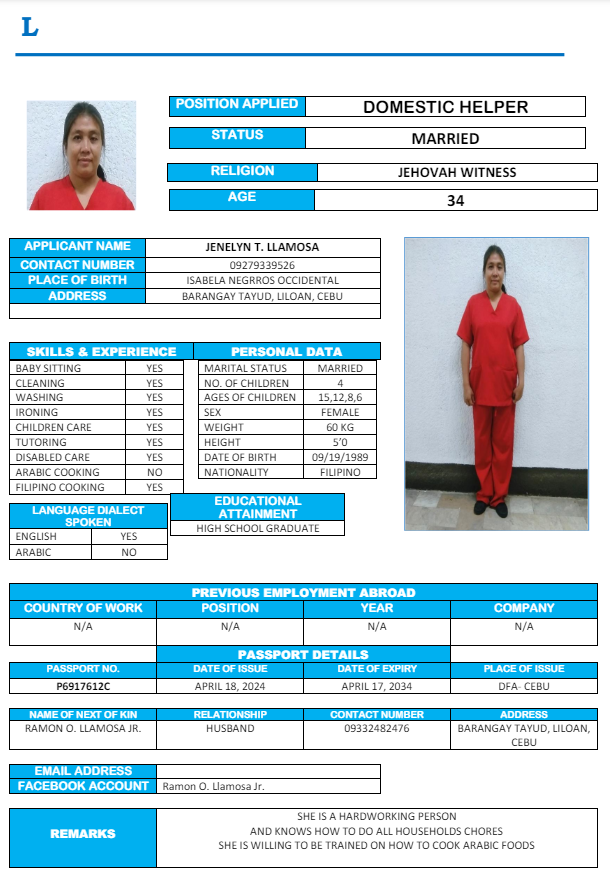 L
POSITION APPLIED DOMESTIC HELPER
STATUS MARRIED
RELIGION JEHOVAH WITNESS
AGE 34
APPLICANT NAME JENELYN T. LLAMOSA
CONTACT NUMBER 09279339526
PLACE OF BIRTH ISABELA NEGRROS OCCIDENTAL
ADDRESS BARANGAY TAYUD, LILOAN, CEBU
SKILLS & EXPERIENCE
BABY SITTING YES
CLEANING YES
WASHING YES
IRONING YES
CHILDREN CARE YES
TUTORING YES
DISABLED CARE YES
ARABIC COOKING NO
FILIPINO COOKING YES
PERSONAL DATA
MARITAL STATUS MARRIED
NO. OF CHILDREN 4
AGES OF CHILDREN 15,12,8,6
SEX FEMALE
WEIGHT 60 KG
HEIGHT 5’0
DATE OF BIRTH 09/19/1989
NATIONALITY FILIPINO
LANGUAGE DIALECT
SPOKEN
ENGLISH YES
ARABIC NO
EDUCATIONAL
ATTAINMENT
HIGH SCHOOL GRADUATE
PREVIOUS EMPLOYMENT ABROAD
COUNTRY OF WORK POSITION YEAR COMPANY
N/A N/A N/A N/A
PASSPORT DETAILS
PASSPORT NO. DATE OF ISSUE DATE OF EXPIRY PLACE OF ISSUE
P6917612C APRIL 18, 2024 APRIL 17, 2034 DFA- CEBU
NAME OF NEXT OF KIN RELATIONSHIP CONTACT NUMBER ADDRESS
RAMON O. LLAMOSA JR. HUSBAND 09332482476 BARANGAY TAYUD, LILOAN,
CEBU
EMAIL ADDRESS
FACEBOOK ACCOUNT Ramon O. Llamosa Jr.
REMARKS
SHE IS A HARDWORKING PERSON
AND KNOWS HOW TO DO ALL HOUSEHOLDS CHORES
SHE IS WILLING TO BE TRAINED ON HOW TO COOK ARABIC FOODS